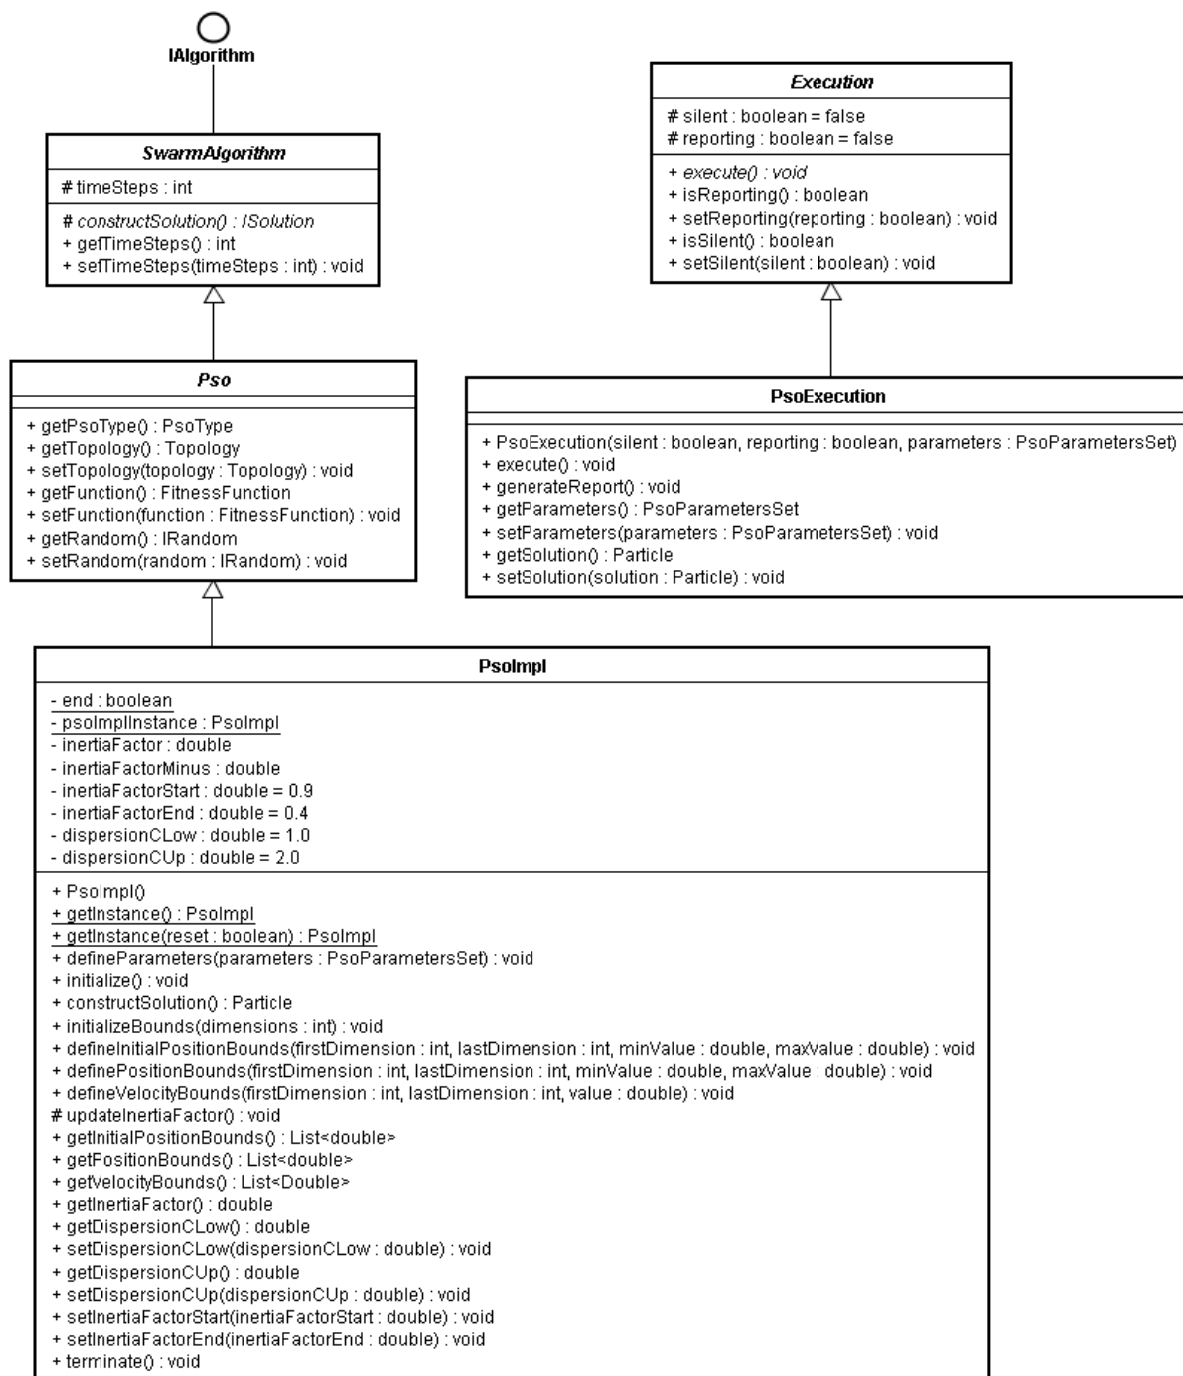 IAlgorithm
SwarmAlgorithm
# timeSteps : int
# constructSolution() : ISolution
+ getTimeSteps() : int
+ setTimeSteps(timeSteps : int) : void
Execution
# silent : boolean = false
# reporting : boolean = false
+ execute() : void
+ isReporting() : boolean
+ setReporting(reporting : boolean) : void
+ isSilent() : boolean
+ setSilent(silent : boolean) : void
Pso
+ getPsoType() : PsoType
+ getTopology() : Topology
+ setTopology(topology : Topology) : void
+ getFunction() : FitnessFunction
+ setFunction(function : FitnessFunction) : void
+ getRandom() : IRandom
+ setRandom(random : IRandom) : void
PsoExecution
+ PsoExecution(silent : boolean, reporting : boolean, parameters : PsoParametersSet)
+ execute() : void
+ generateReport() : void
+ getParameters() : PsoParametersSet
+ setParameters(parameters : PsoParametersSet) : void
+ getSolution() : Particle
+ setSolution(solution : Particle) : void
PsoImpl
- end : boolean
- psoImplInstance : PsoImpl
- inertiaFactor : double
- inertiaFactorMinus : double
- inertiaFactorStart : double = 0.9
- inertiaFactorEnd : double = 0.4
- dispersionCLow : double = 1.0
- dispersionCUp : double = 2.0
+ PsoImpl()
+ getInstance() : PsoImpl
+ getInstance(reset : boolean) : PsoImpl
+ defineParameters(parameters : PsoParametersSet) : void
+ initialize() : void
+ constructSolution() : Particle
+ initializeBounds(dimensions : int) : void
+ defineInitialPositionBounds(firstDimension : int, lastDimension : int, minValue : double, maxValue : double) : void
+ definePositionBounds(firstDimension : int, lastDimension : int, minValue : double, maxValue : double) : void
+ defineVelocityBounds(firstDimension : int, lastDimension : int, value : double) : void
# updateInertiaFactor() : void
+ getInitialPositionBounds() : List<double>
+ getPositionBounds() : List<double>
+ getVelocityBounds() : List<Double>
+ getInertiaFactor() : double
+ getDispersionCLow() : double
+ setDispersionCLow(dispersionCLow : double) : void
+ getDispersionCUp() : double
+ setDispersionCUp(dispersionCUp : double) : void
+ setInertiaFactorStart(inertiaFactorStart : double) : void
+ setInertiaFactorEnd(inertiaFactorEnd : double) : void
+ terminate() : void